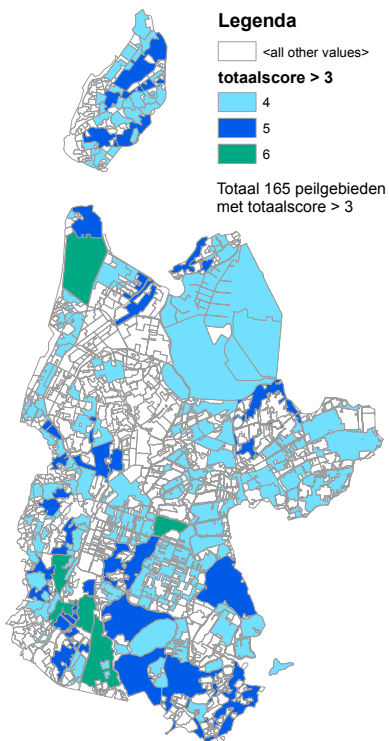 Legenda
<all other values>
totaalscore > 3
4
5
6
Totaal 165 peilgebieden
met totaalscore > 3